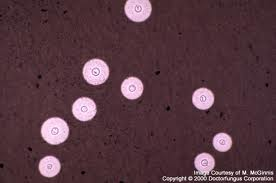 Image Courtesy of M. McGinnis
Copyright © 2000 Doctorfungus Corporation